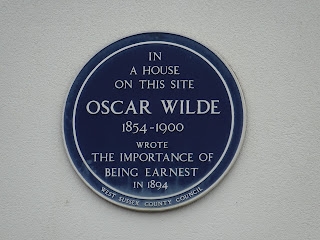 IN
A HOUSE
ON THIS SITE
OSCAR WILDE
1854-1900
WROTE
THE IMPORTANCE OF
BEING EARNEST
IN 1894
WEST SUSSEX COUNTY COUNCIL